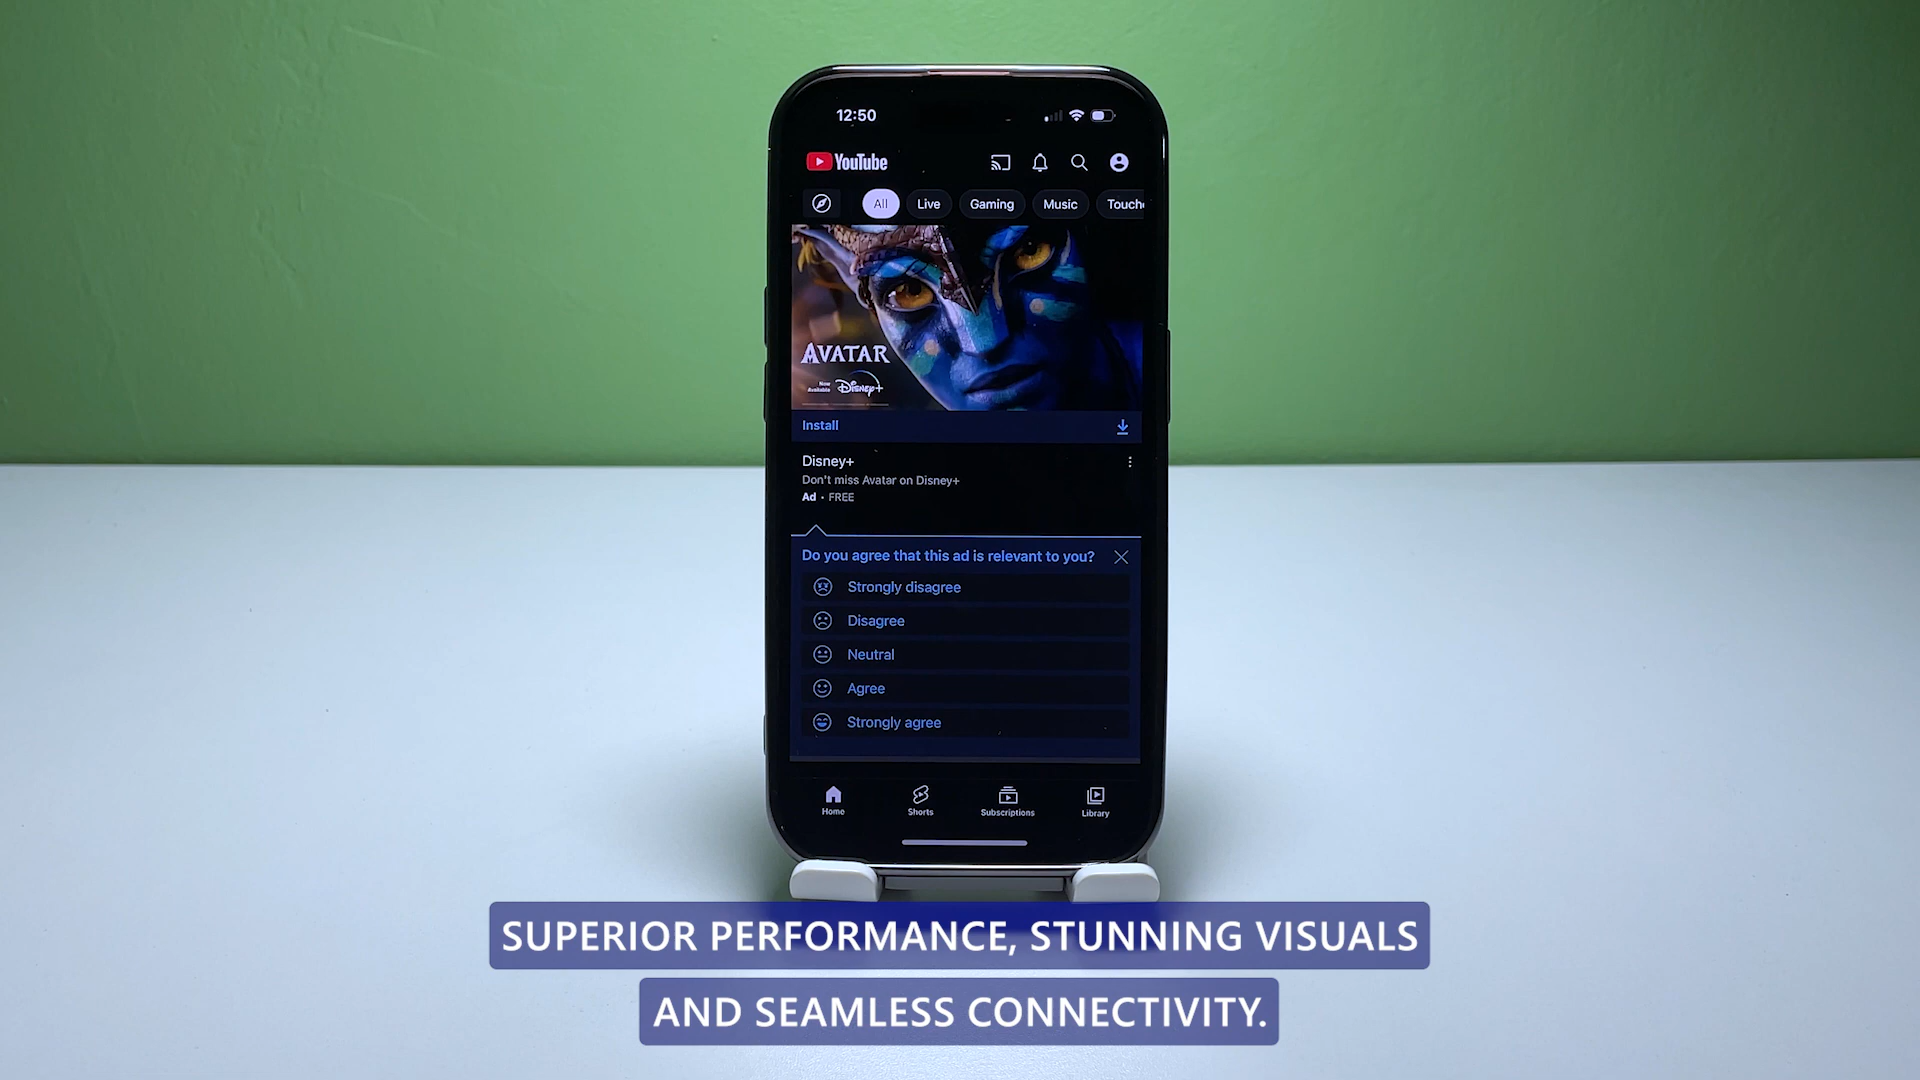 12:50
YouTube
All
Live
Gaming
Music
Touch
AVATAR
Now Available
Disney+
Install
Disney+
Don't miss Avatar on Disney+
Ad • FREE
Do you agree that this ad is relevant to you?
Strongly disagree
Disagree
Neutral
Agree
Strongly agree
Home
Shorts
Subscriptions
Library
SUPERIOR PERFORMANCE, STUNNING VISUALS
AND SEAMLESS CONNECTIVITY.